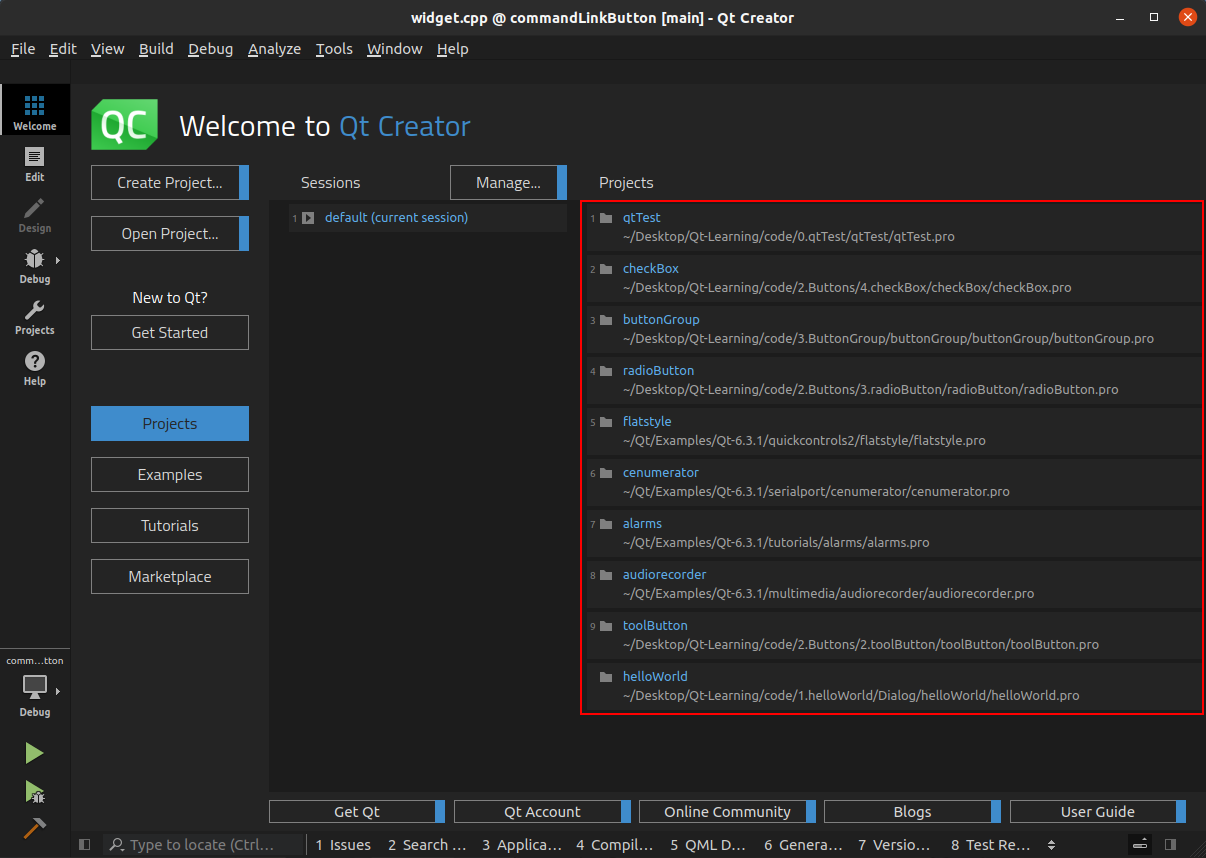 widget.cpp @ commandLinkButton [main] - Qt Creator
File Edit View Build Debug Analyze Tools Window Help
Welcome
Edit
Design
Debug
Projects
Help
comm...tton
Debug
QC
Welcome to Qt Creator
Create Project...
Open Project...
New to Qt?
Get Started
Projects
Examples
Tutorials
Marketplace
Sessions
Manage...
1 default (current session)
Projects
1 qtTest
~/Desktop/Qt-Learning/code/0.qtTest/qtTest/qtTest.pro
2 checkBox
~/Desktop/Qt-Learning/code/2.Buttons/4.checkBox/checkBox/checkBox.pro
3 buttonGroup
~/Desktop/Qt-Learning/code/3.ButtonGroup/buttonGroup/buttonGroup/buttonGroup.pro
4 radioButton
~/Desktop/Qt-Learning/code/2.Buttons/3.radioButton/radioButton/radioButton.pro
5 flatstyle
~/Qt/Examples/Qt-6.3.1/quickcontrols2/flatstyle/flatstyle.pro
6 cenumerator
~/Qt/Examples/Qt-6.3.1/serialport/cenumerator/cenumerator.pro
7 alarms
~/Qt/Examples/Qt-6.3.1/tutorials/alarms/alarms.pro
8 audiorecorder
~/Qt/Examples/Qt-6.3.1/multimedia/audiorecorder/audiorecorder.pro
9 toolButton
~/Desktop/Qt-Learning/code/2.Buttons/2.toolButton/toolButton/toolButton.pro
helloWorld
~/Desktop/Qt-Learning/code/1.helloWorld/Dialog/helloWorld/helloWorld.pro
Get Qt
Qt Account
Online Community
Blogs
User Guide
Type to locate (Ctrl...
1 Issues
2 Search ...
3 Applica...
4 Compil...
5 QML D...
6 Genera...
7 Versio...
8 Test Re...